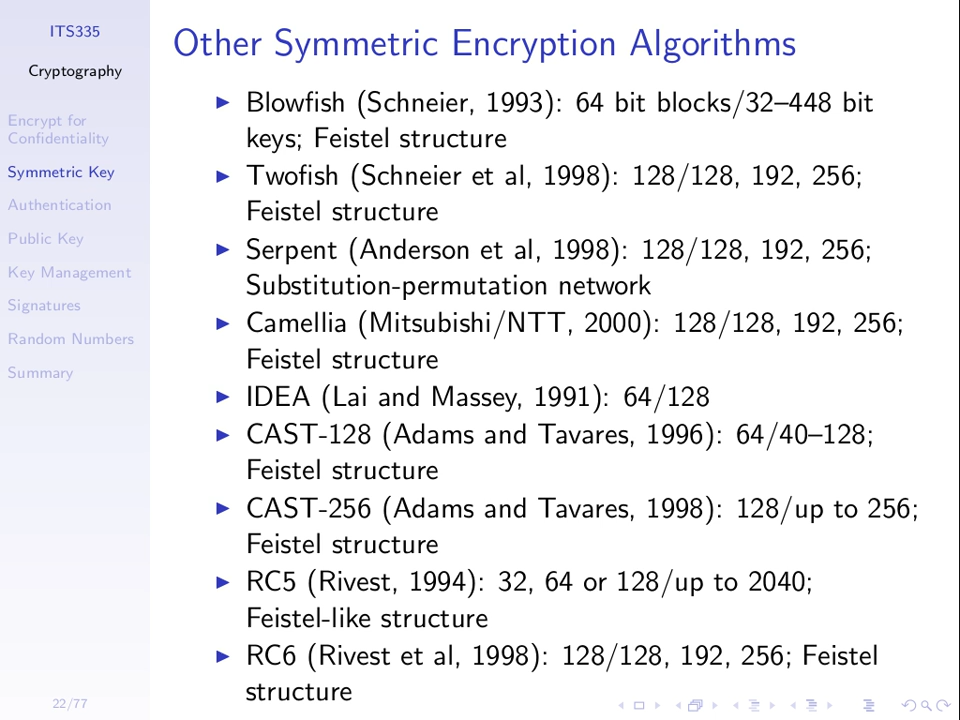 ITS335
Cryptography
Encrypt for
Confidentiality
Symmetric Key
Authentication
Public Key
Key Management
Signatures
Random Numbers
Summary
22/77
Other Symmetric Encryption Algorithms
Blowfish (Schneier, 1993): 64 bit blocks/32–448 bit
keys; Feistel structure
Twofish (Schneier et al, 1998): 128/128, 192, 256;
Feistel structure
Serpent (Anderson et al, 1998): 128/128, 192, 256;
Substitution-permutation network
Camellia (Mitsubishi/NTT, 2000): 128/128, 192, 256;
Feistel structure
IDEA (Lai and Massey, 1991): 64/128
CAST-128 (Adams and Tavares, 1996): 64/40–128;
Feistel structure
CAST-256 (Adams and Tavares, 1998): 128/up to 256;
Feistel structure
RC5 (Rivest, 1994): 32, 64 or 128/up to 2040;
Feistel-like structure
RC6 (Rivest et al, 1998): 128/128, 192, 256; Feistel
structure